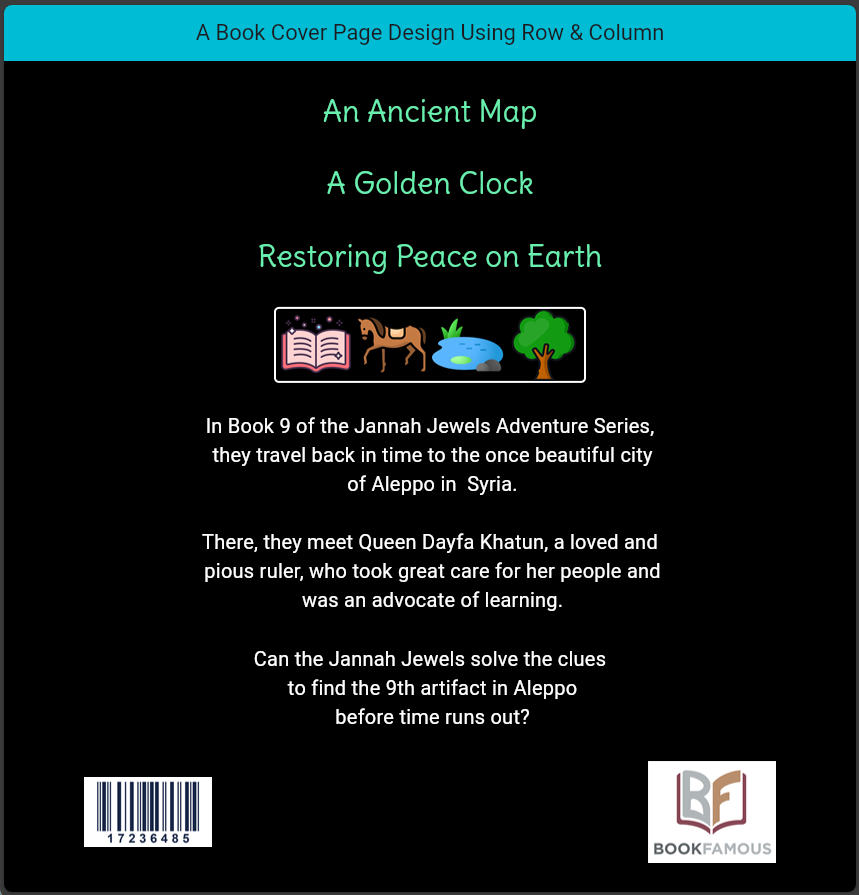 A Book Cover Page Design Using Row & Column
An Ancient Map
A Golden Clock
Restoring Peace on Earth
In Book 9 of the Jannah Jewels Adventure Series,
they travel back in time to the once beautiful city
of Aleppo in  Syria.
There, they meet Queen Dayfa Khatun, a loved and
pious ruler, who took great care for her people and
was an advocate of learning.
Can the Jannah Jewels solve the clues
to find the 9th artifact in Aleppo
before time runs out?
17236485
BF
BOOKFAMOUS